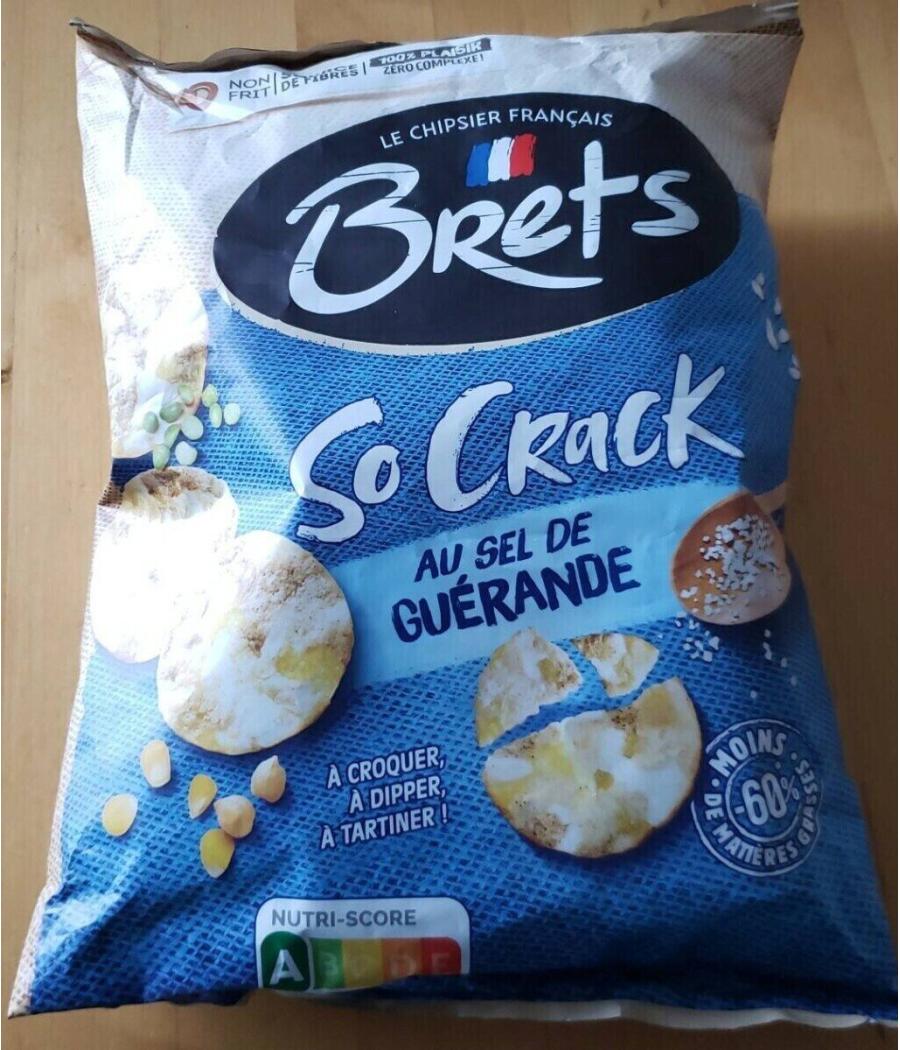 NON
FRIT
SOURCE
DE FIBRES
100% PLAISIR
ZÉRO COMPLEXE !
LE CHIPSIER FRANÇAIS
BRets
So CRacK
AU SEL DE
GUÉRANDE
À CROQUER,
À DIPPER,
À TARTINER !
MOINS
-60%
DE MATIÈRES GRASSES
NUTRI-SCORE
A B C D E